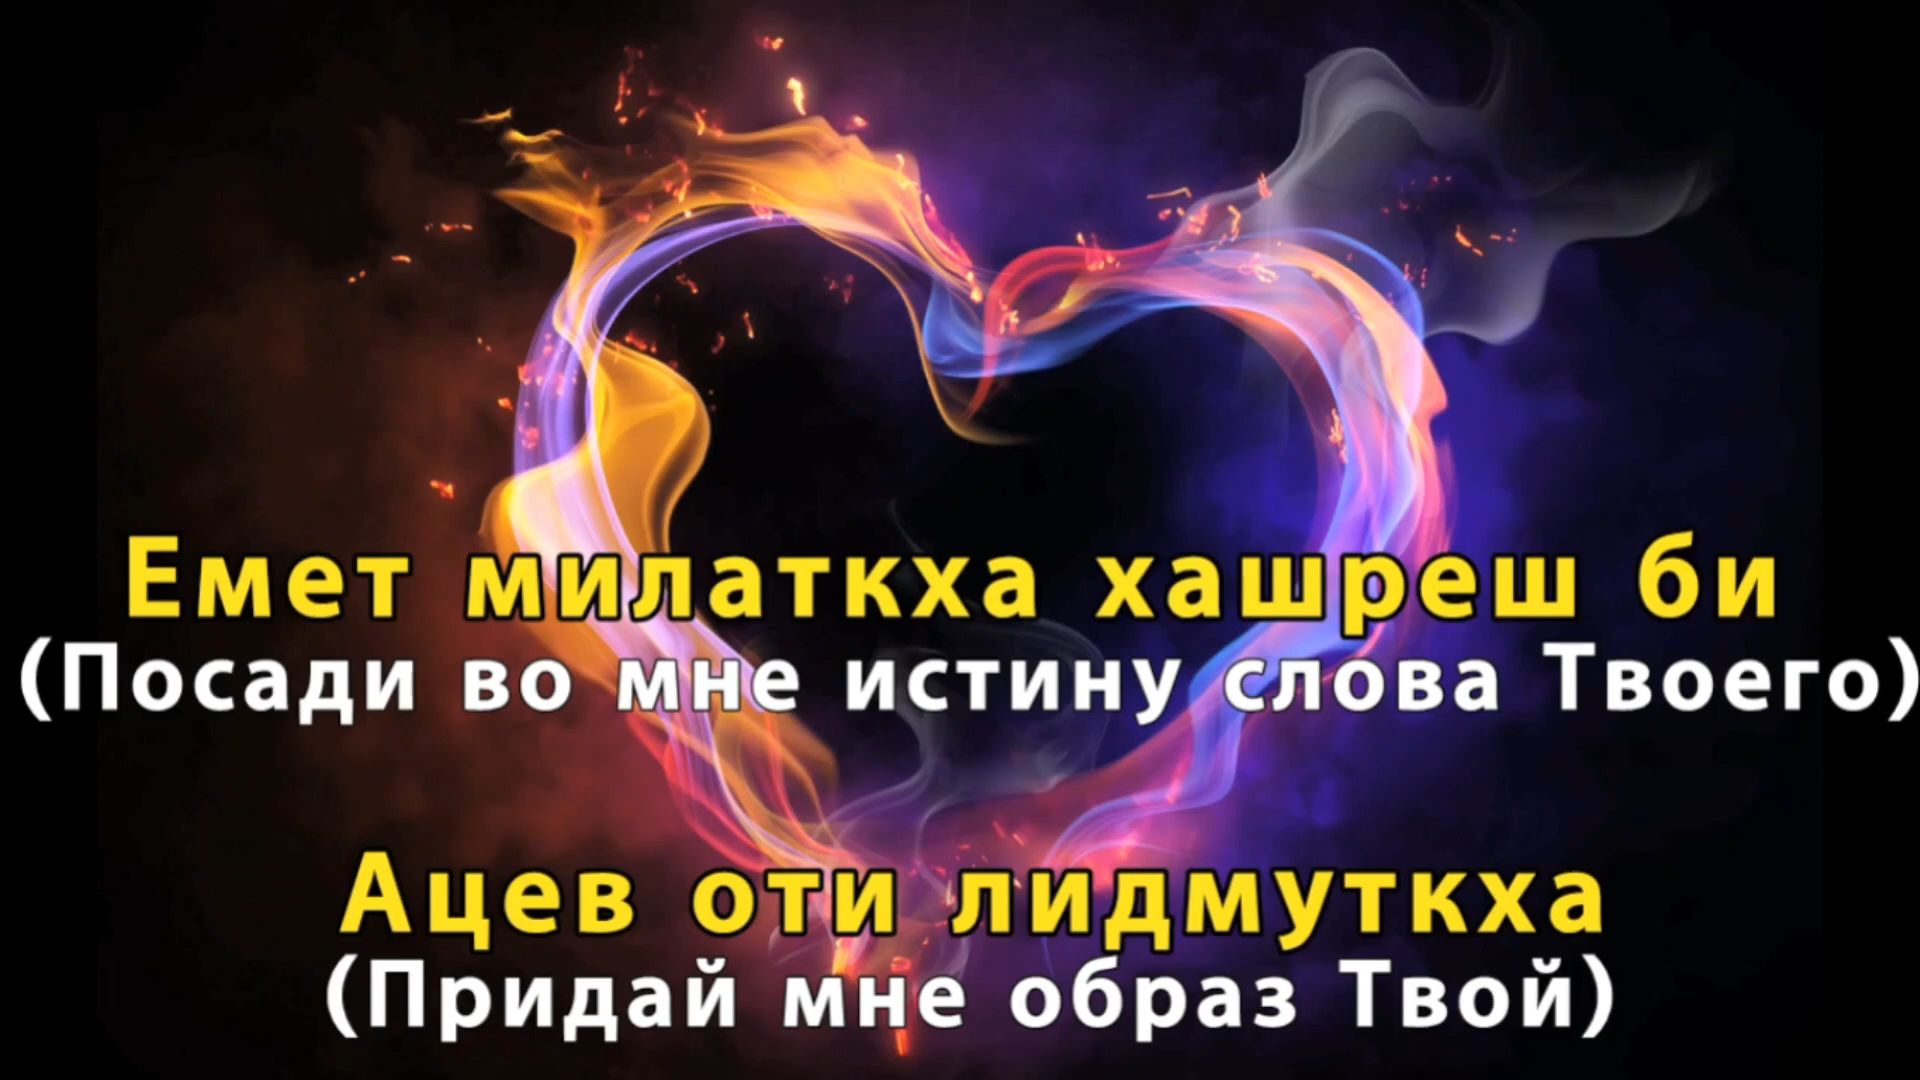 Емет милаткха хашреш би
(Посади во мне истину слова Твоего)
Ацев оти лидмуткха
(Придай мне образ Твой)